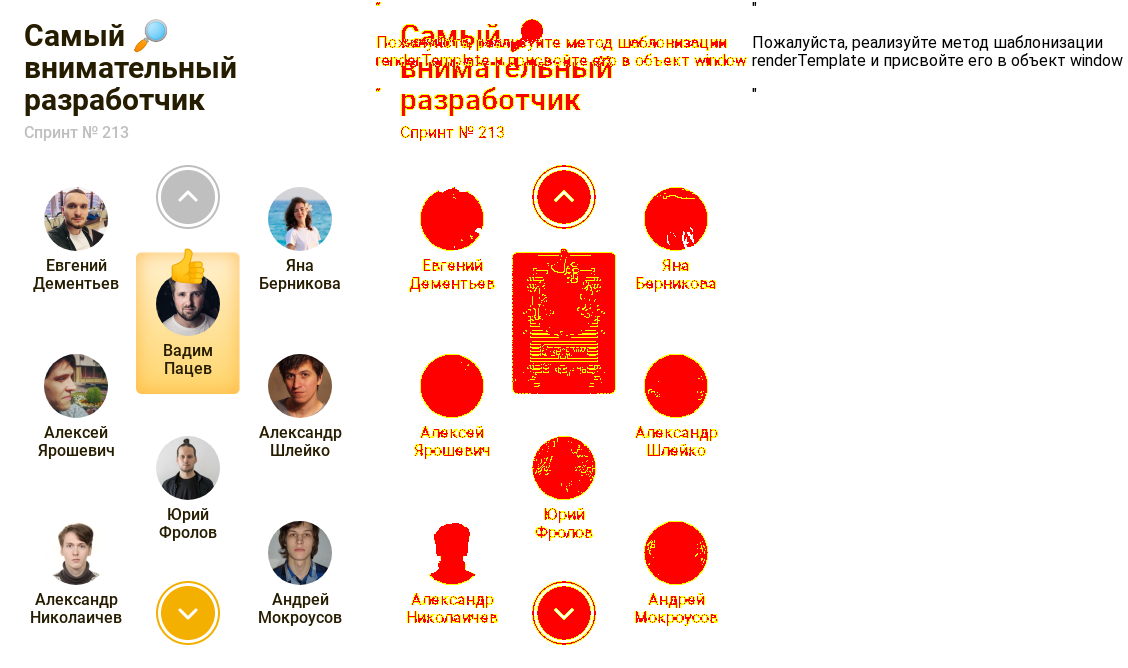 Самый
внимательный
разработчик
Спринт № 213
Евгений
Дементьев
Яна
Берникова
Вадим
Пацев
Алексей
Ярошевич
Александр
Шлейко
Юрий
Фролов
Александр
Николаичев
Андрей
Мокроусов
"
Пожалуйста, реализуйте метод шаблонизации
renderTemplate и присвойте его в объект window
"
Самый
внимательный
разработчик
Спринт № 213
Евгений
Дементьев
Яна
Берникова
Алексей
Ярошевич
Александр
Шлейко
Юрий
Фролов
Александр
Николаичев
Андрей
Мокроусов
"
Пожалуйста, реализуйте метод шаблонизации
renderTemplate и присвойте его в объект window
"